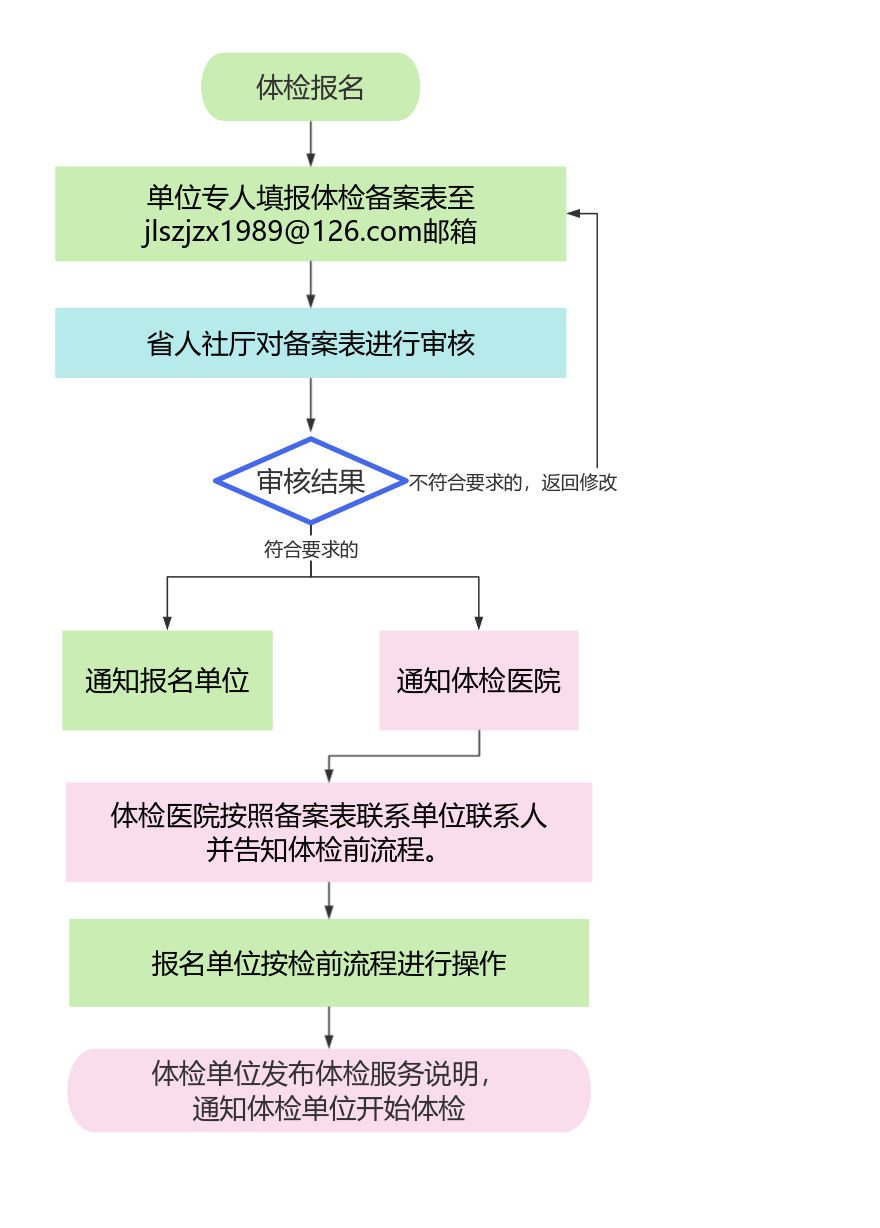 体检报名
单位专人填报体检备案表至
jlszjzx1989@126.com邮箱
省人社厅对备案表进行审核
审核结果
不符合要求的，返回修改
符合要求的
通知报名单位
通知体检医院
体检医院按照备案表联系单位联系人
并告知体检前流程。
报名单位按检前流程进行操作
体检单位发布体检服务说明，
通知体检单位开始体检